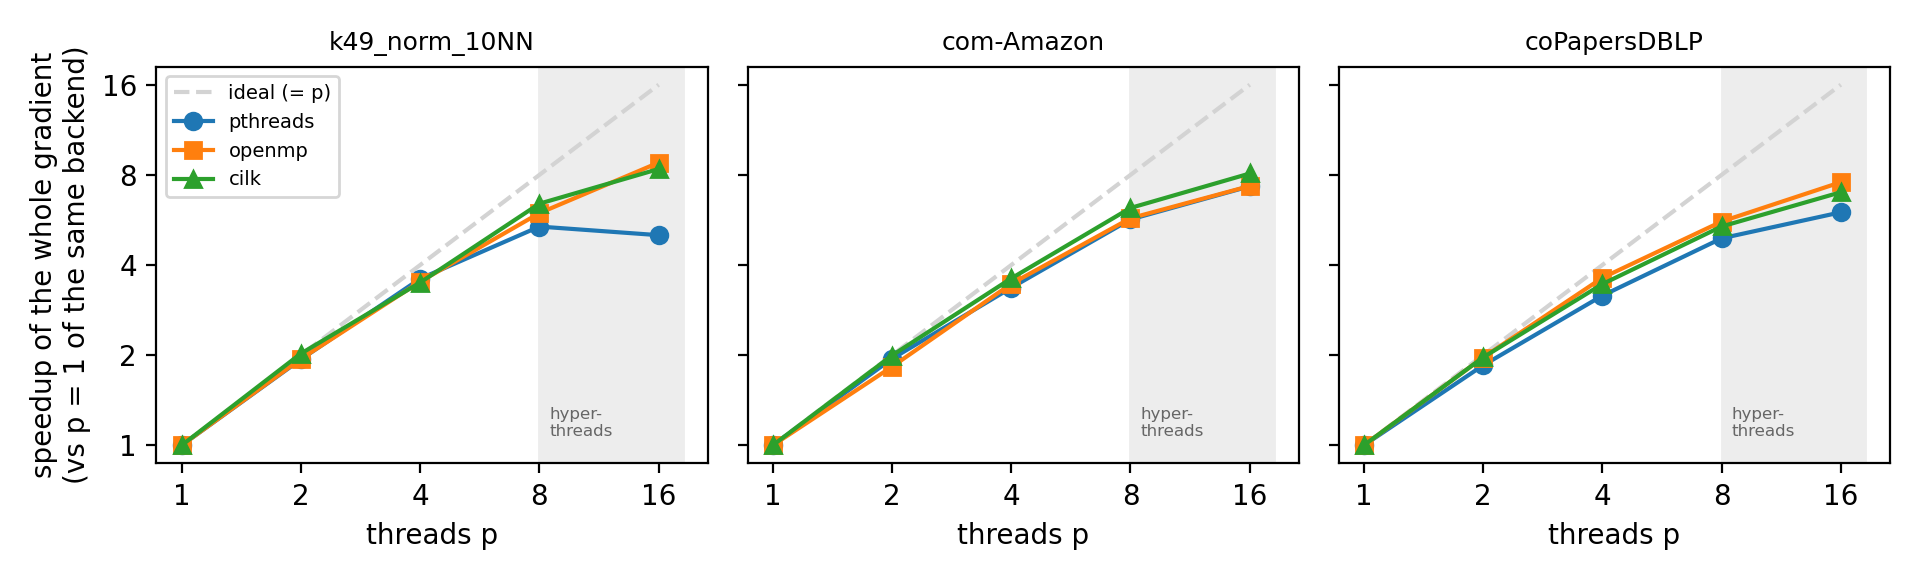 k49_norm_10NN
com-Amazon
coPapersDBLP
speedup of the whole gradient
(vs p = 1 of the same backend)
16
8
4
2
1
ideal (= p)
pthreads
openmp
cilk
hyper-
threads
hyper-
threads
hyper-
threads
1 2 4 8 16
1 2 4 8 16
1 2 4 8 16
threads p
threads p
threads p